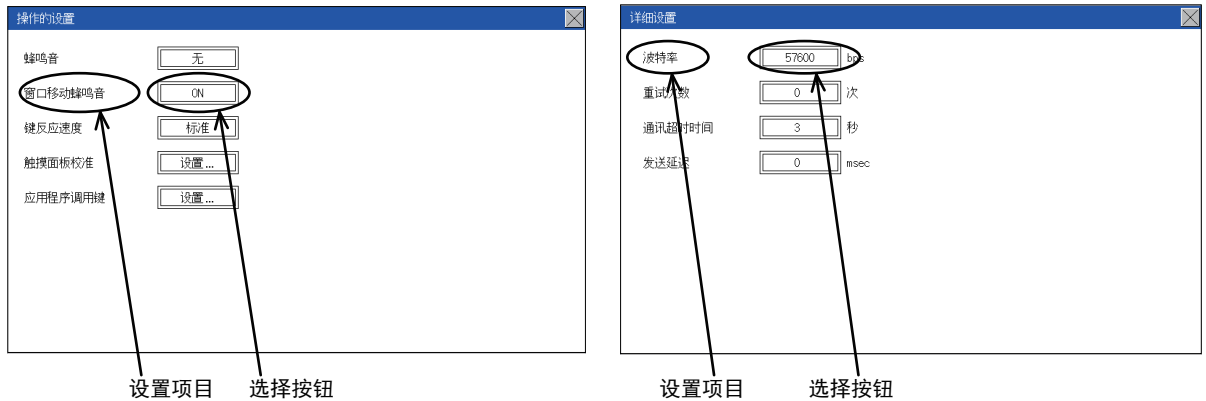 操作的设置
蜂鸣音 无
窗口移动蜂鸣音 ON
键反应速度 标准
触摸面板校准 设置...
应用程序调用键 设置...
设置项目 选择按钮
详细设置
波特率 57600 bps
重试次数 0 次
通讯超时时间 3 秒
发送延迟 0 msec
设置项目 选择按钮